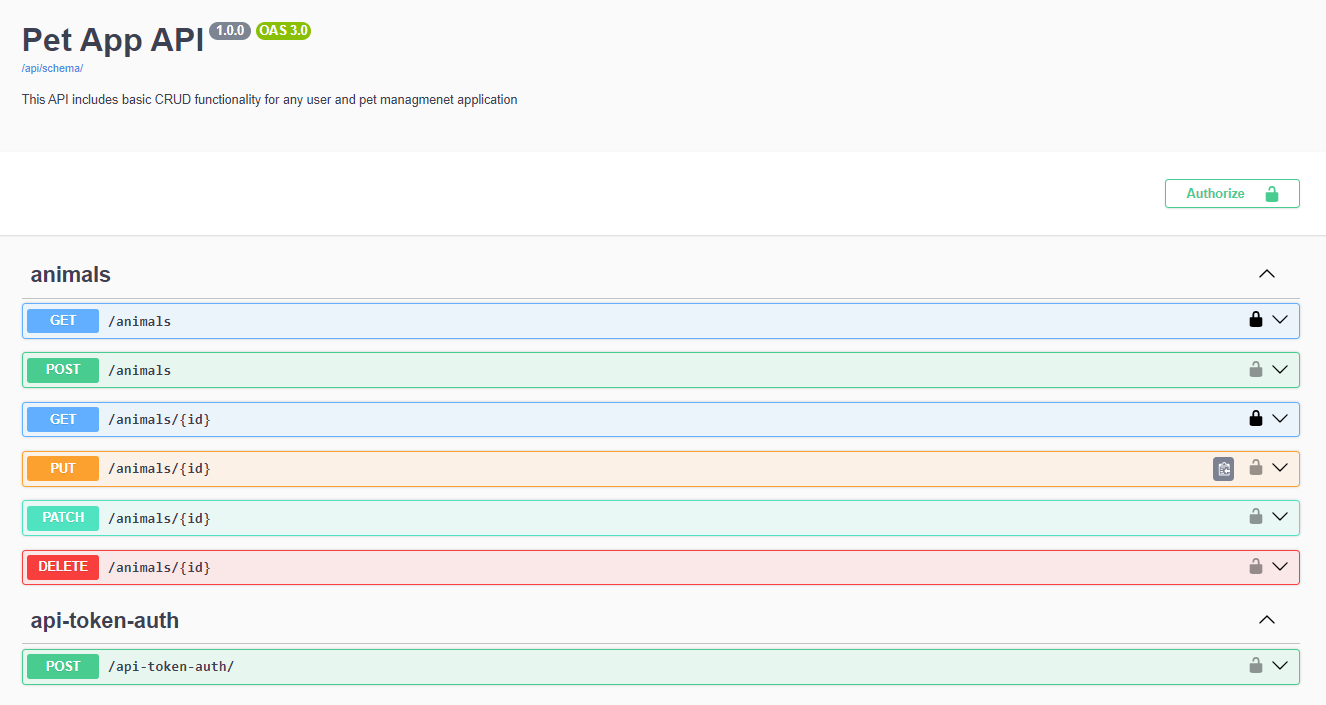 Pet App API 1.0.0 OAS 3.0
/api/schema/
This API includes basic CRUD functionality for any user and pet managmenet application
Authorize
animals
GET /animals
POST /animals
GET /animals/{id}
PUT /animals/{id}
PATCH /animals/{id}
DELETE /animals/{id}
api-token-auth
POST /api-token-auth/